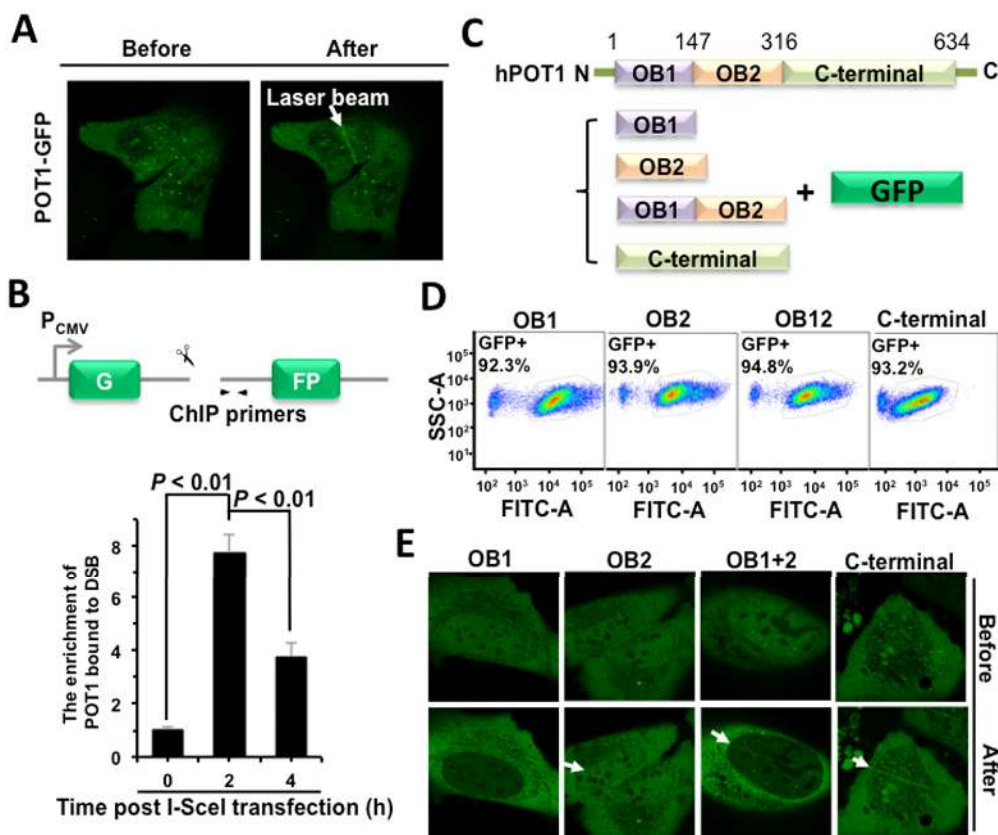 A
Before
After
Laser beam
POT1-GFP
B
PCMV
G
FP
ChIP primers
P < 0.01
P < 0.01
The enrichment of
POT1 bound to DSB
8
6
4
2
0
0 2 4
Time post I-SceI transfection (h)
C
1 147 316 634
hPOT1 N OB1 OB2 C-terminal C
OB1
OB2
OB1 OB2 + GFP
C-terminal
D
OB1 OB2 OB12 C-terminal
GFP+ GFP+ GFP+ GFP+
92.3% 93.9% 94.8% 93.2%
SSC-A
10⁵
10⁴
10³
10²
10¹
10² 10³ 10⁴ 10⁵ 10² 10³ 10⁴ 10⁵ 10² 10³ 10⁴ 10⁵ 10² 10³ 10⁴ 10⁵
FITC-A FITC-A FITC-A FITC-A
E
OB1 OB2 OB1+2 C-terminal
Before
After